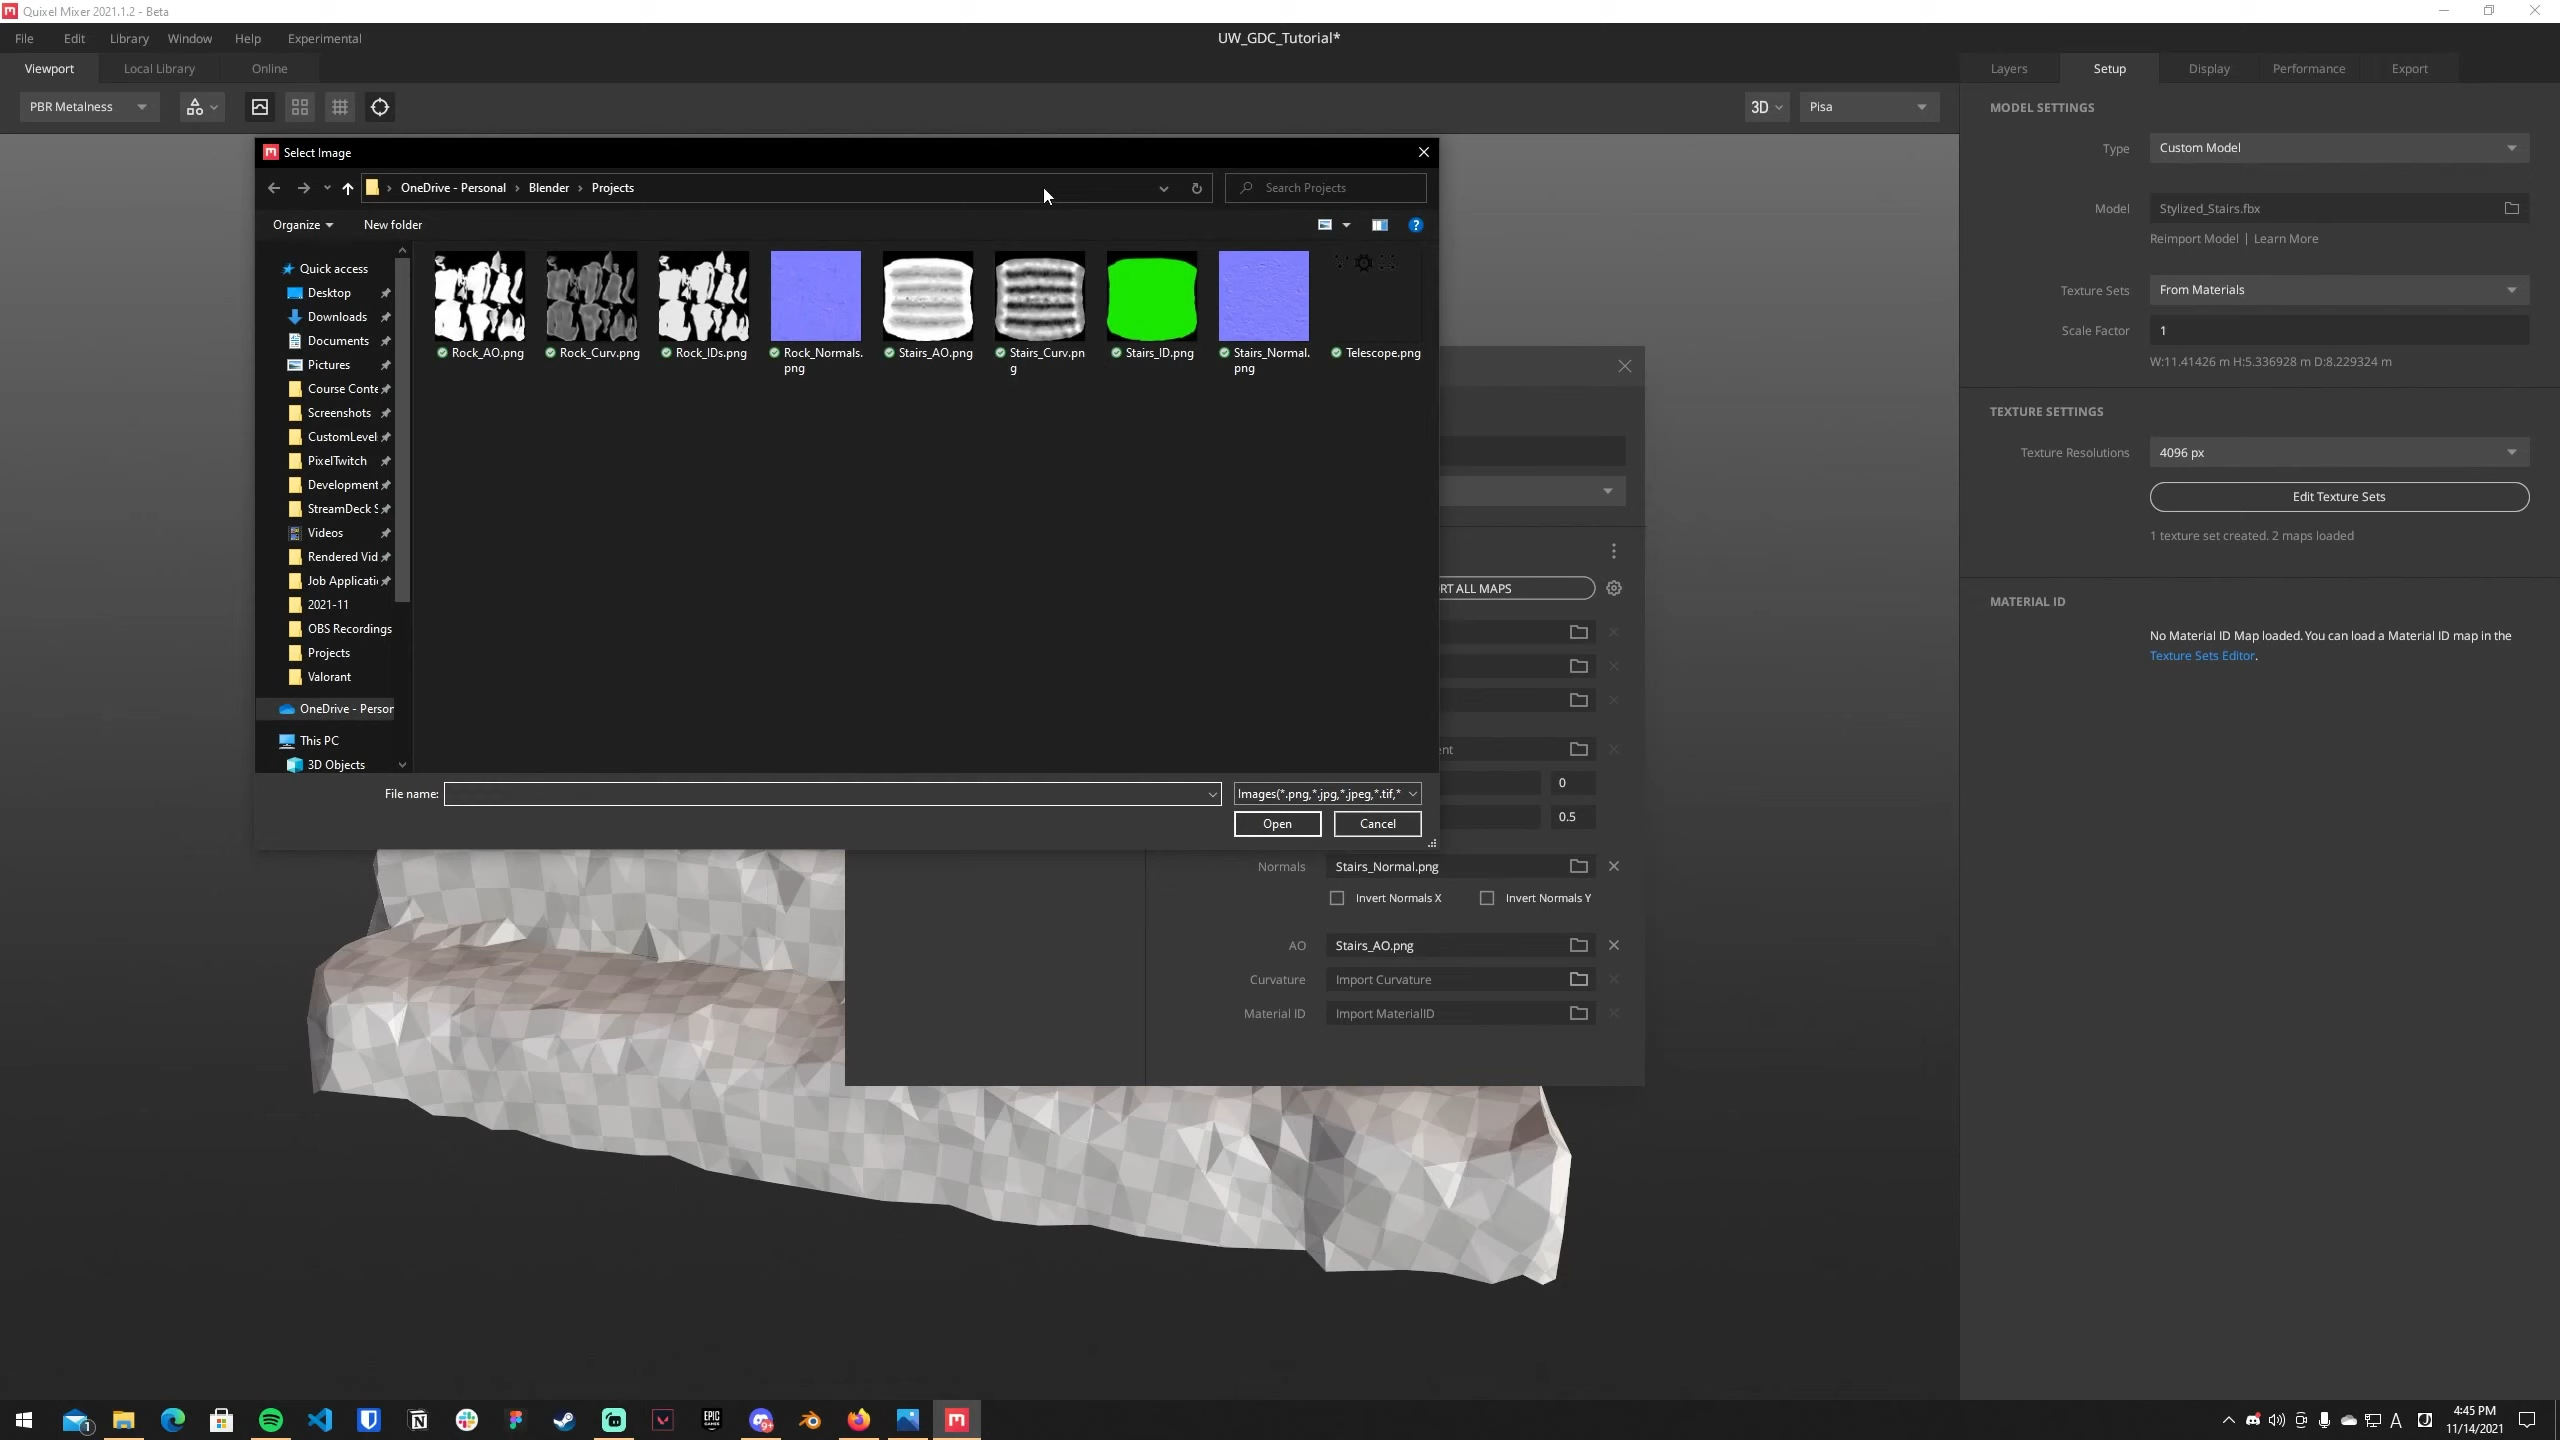 Quixel Mixer 2021.1.2 - Beta
File Edit Library Window Help Experimental
UW_GDC_Tutorial*
Viewport Local Library Online
Layers Setup Display Performance Export
PBR Metalness
3D
Pisa
Select Image
OneDrive - Personal > Blender > Projects
Search Projects
Organize
New folder
Quick access
Desktop
Downloads
Documents
Pictures
Course Conte
Screenshots
CustomLevel
PixelTwitch
Development
StreamDeck S
Videos
Rendered Vid
Job Applicati
2021-11
OBS Recordings
Projects
Valorant
OneDrive - Person
This PC
3D Objects
Rock_AO.png
Rock_Curv.png
Rock_IDs.png
Rock_Normals.
png
Stairs_AO.png
Stairs_Curv.pn
g
Stairs_ID.png
Stairs_Normal.
png
Telescope.png
File name:
Images(*.png,*.jpg,*.jpeg,*.tif,*
Open
Cancel
RT ALL MAPS
ent
0
0.5
Normals Stairs_Normal.png
Invert Normals X Invert Normals Y
AO Stairs_AO.png
Curvature Import Curvature
Material ID Import MaterialID
MODEL SETTINGS
Type Custom Model
Model Stylized_Stairs.fbx
Reimport Model | Learn More
Texture Sets From Materials
Scale Factor 1
W:11.41426 m H:5.336928 m D:8.229324 m
TEXTURE SETTINGS
Texture Resolutions 4096 px
Edit Texture Sets
1 texture set created. 2 maps loaded
MATERIAL ID
No Material ID Map loaded. You can load a Material ID map in the
Texture Sets Editor.
1
EPIC
GAMES
9+
A
4:45 PM
11/14/2021